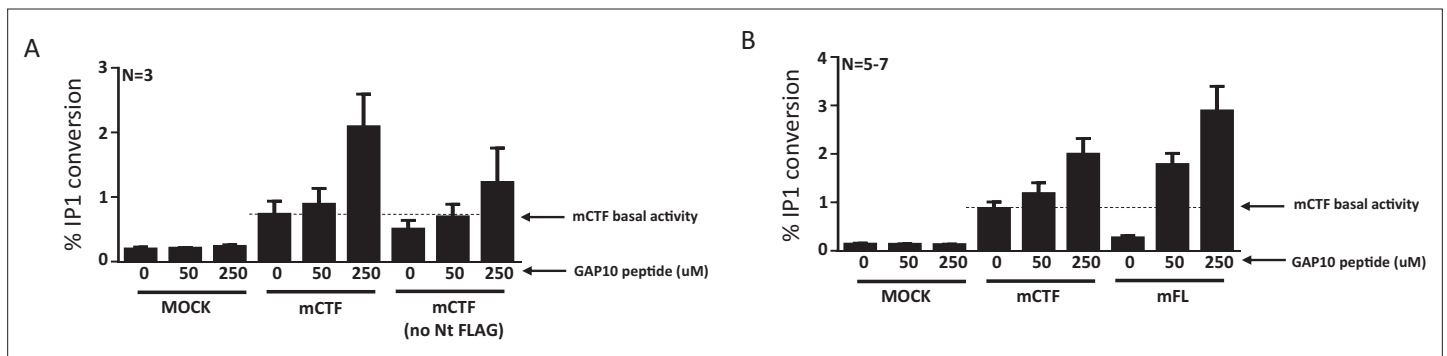 A
N=3
% IP1 conversion
3
2
1
0
mCTF basal activity
0 50 250 0 50 250 0 50 250
GAP10 peptide (uM)
MOCK mCTF mCTF
(no Nt FLAG)
B
N=5-7
% IP1 conversion
4
3
2
1
0
mCTF basal activity
0 50 250 0 50 250 0 50 250
GAP10 peptide (uM)
MOCK mCTF mFL